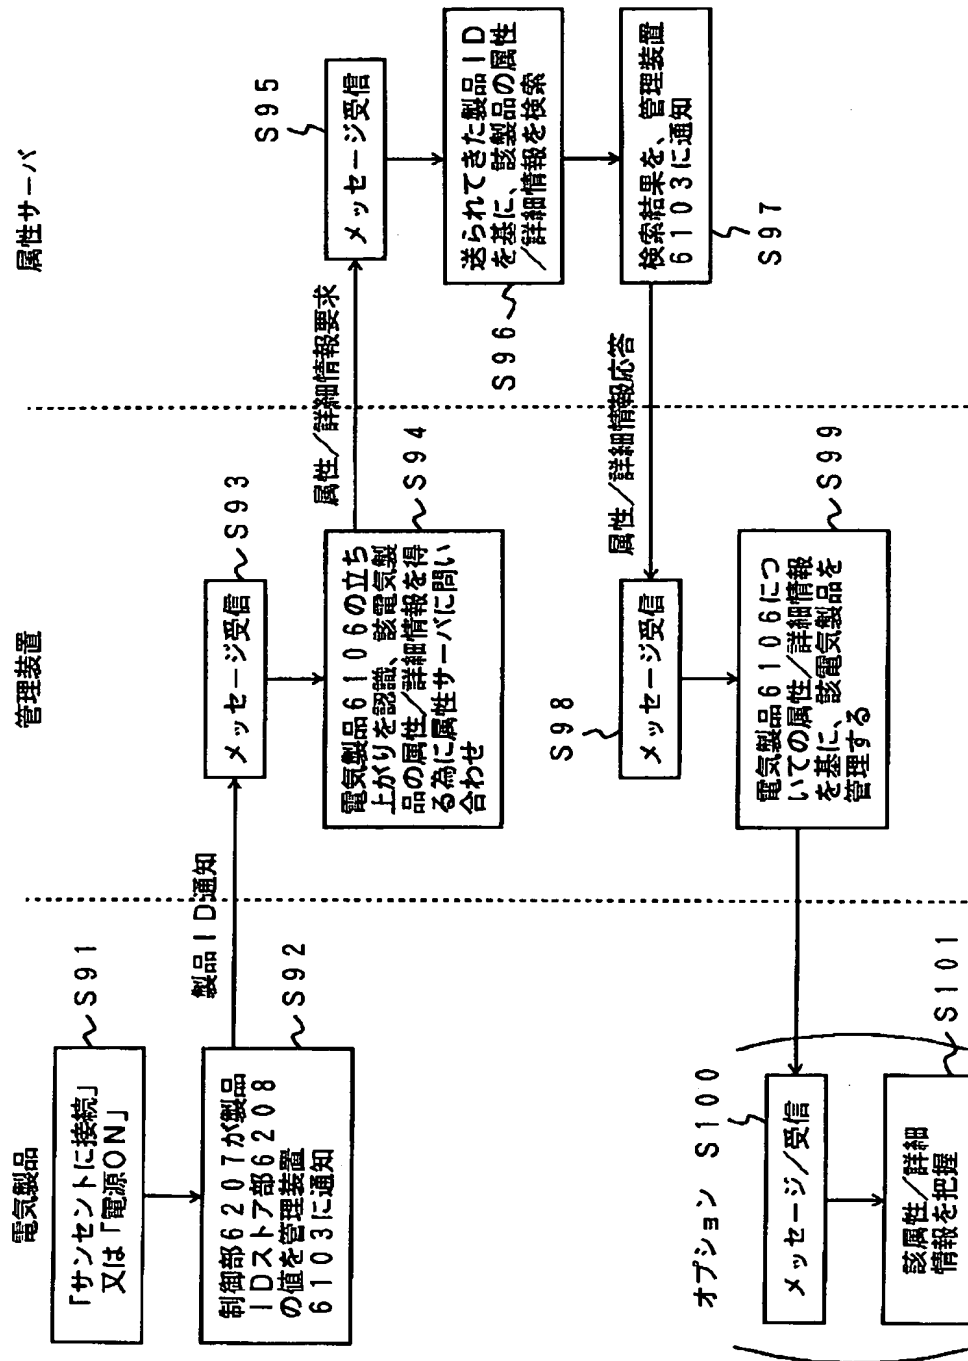 電気製品
管理装置
属性サーバ
「サンセントに接続」
又は「電源ON」
S91
制御部6207が製品
IDストア部6208
の値を管理装置
6103に通知
S92
製品ID通知
メッセージ受信
S93
電気製品6106の立ち
上がりを認識、該電気製
品の属性/詳細情報を得
る為に属性サーバに問い
合わせ
S94
属性/詳細情報要求
メッセージ受信
S95
送られてきた製品ID
を基に、該製品の属性
/詳細情報を検索
S96
検索結果を、管理装置
6103に通知
S97
属性/詳細情報応答
メッセージ受信
S98
電気製品6106につ
いての属性/詳細情報
を基に、該電気製品を
管理する
S99
オプション S100
メッセージ/受信
該属性/詳細
情報を把握
S101